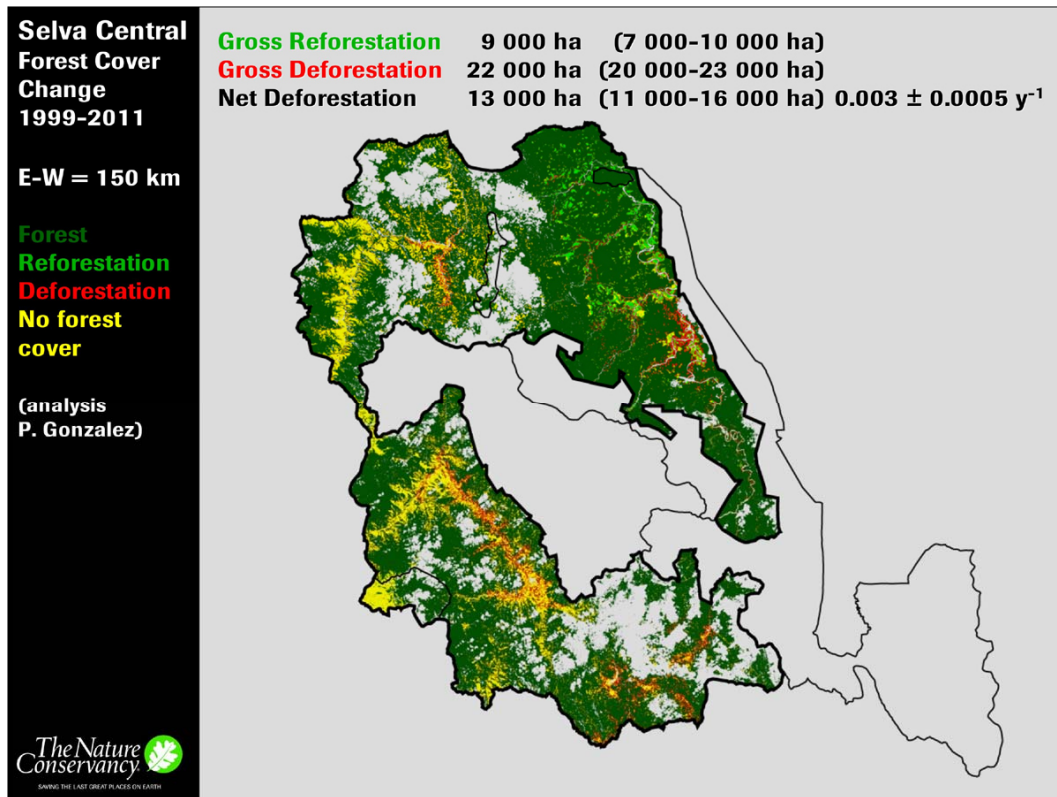 Selva Central
Forest Cover
Change
1999-2011
E-W = 150 km
Forest
Reforestation
Deforestation
No forest
cover
(analysis
P. Gonzalez)
The Nature
Conservancy
SAVING THE LAST GREAT PLACES ON EARTH
Gross Reforestation 9 000 ha (7 000-10 000 ha)
Gross Deforestation 22 000 ha (20 000-23 000 ha)
Net Deforestation 13 000 ha (11 000-16 000 ha) 0.003 ± 0.0005 y⁻¹